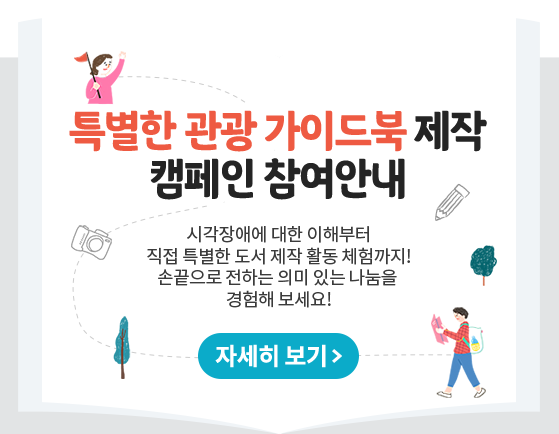 특별한 관광 가이드북 제작
캠페인 참여안내
시각장애에 대한 이해부터
직접 특별한 도서 제작 활동 체험까지!
손끝으로 전하는 의미 있는 나눔을
경험해 보세요!
자세히 보기 >